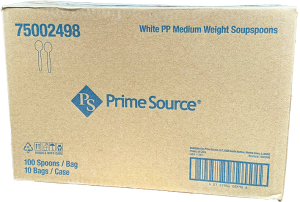 75002498
White PP Medium Weight Soupspoons
PS Prime Source®
100 Spoons / Bag
10 Bags / Case